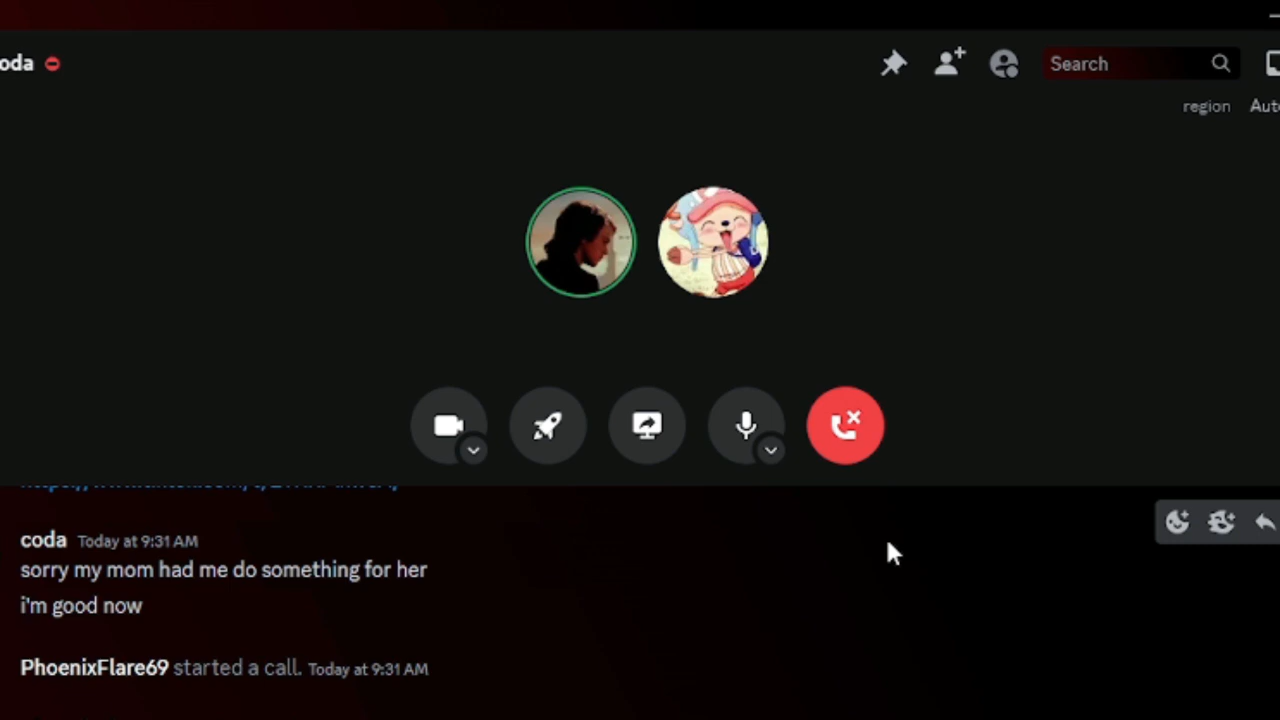 oda
Search
region
coda Today at 9:31 AM
sorry my mom had me do something for her
i'm good now
PhoenixFlare69 started a call. Today at 9:31 AM